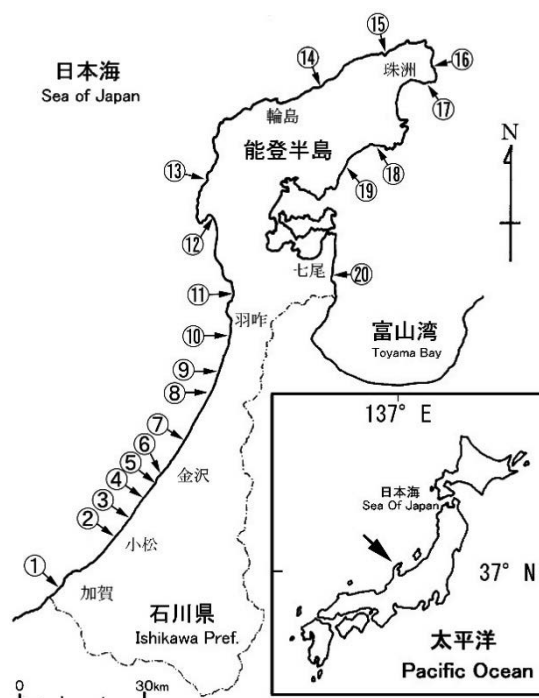 日本海
Sea of Japan
⑮
⑭
珠洲
⑯
⑰
輪島
能登半島
N
⑬
⑱
⑲
⑫
七尾
⑳
⑪
羽咋
⑩
富山湾
Toyama Bay
⑨
⑧
⑦
⑥
⑤
④
金沢
③
②
小松
①
加賀
石川県
Ishikawa Pref.
0 30km
137° E
日本海
Sea Of Japan
37° N
太平洋
Pacific Ocean